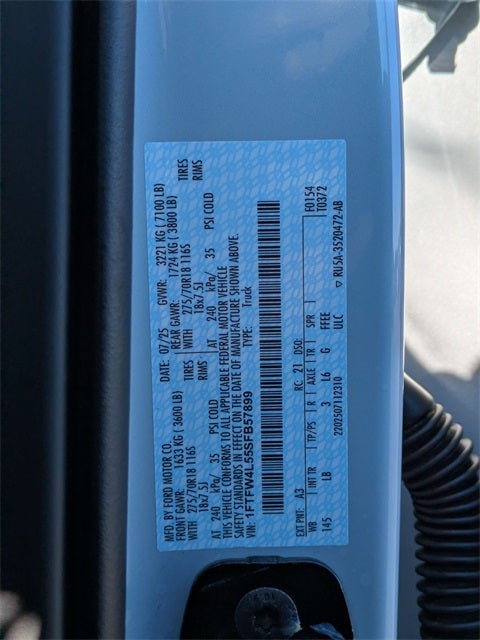 MFD. BY FORD MOTOR CO. DATE: 07/25 GVWR: 3221 KG ( 7100 LB)
FRONT GAWR: 1633 KG (3600 LB) REAR GAWR: 1724 KG ( 3800 LB)
WITH 275/70R18 116S TIRES WITH 275/70R18 116S TIRES
18x7.5J RIMS 18x7.5J RIMS
AT 240 kPa/ 35 PSI COLD AT 240 kPa/ 35 PSI COLD
THIS VEHICLE CONFORMS TO ALL APPLICABLE FEDERAL MOTOR VEHICLE
SAFETY STANDARDS IN EFFECT ON THE DATE OF MANUFACTURE SHOWN ABOVE.
VIN: 1FTFW4L55SFB57899 TYPE: Truck
EXT PNT: A3 RC: 21 DSO: F0154
T0372
WB INT TR TP/PS R AXLE TR SPR
145 LB 3 L6 G FFEE
2202507112310 ULC
▽ RU5A-3520472-AB